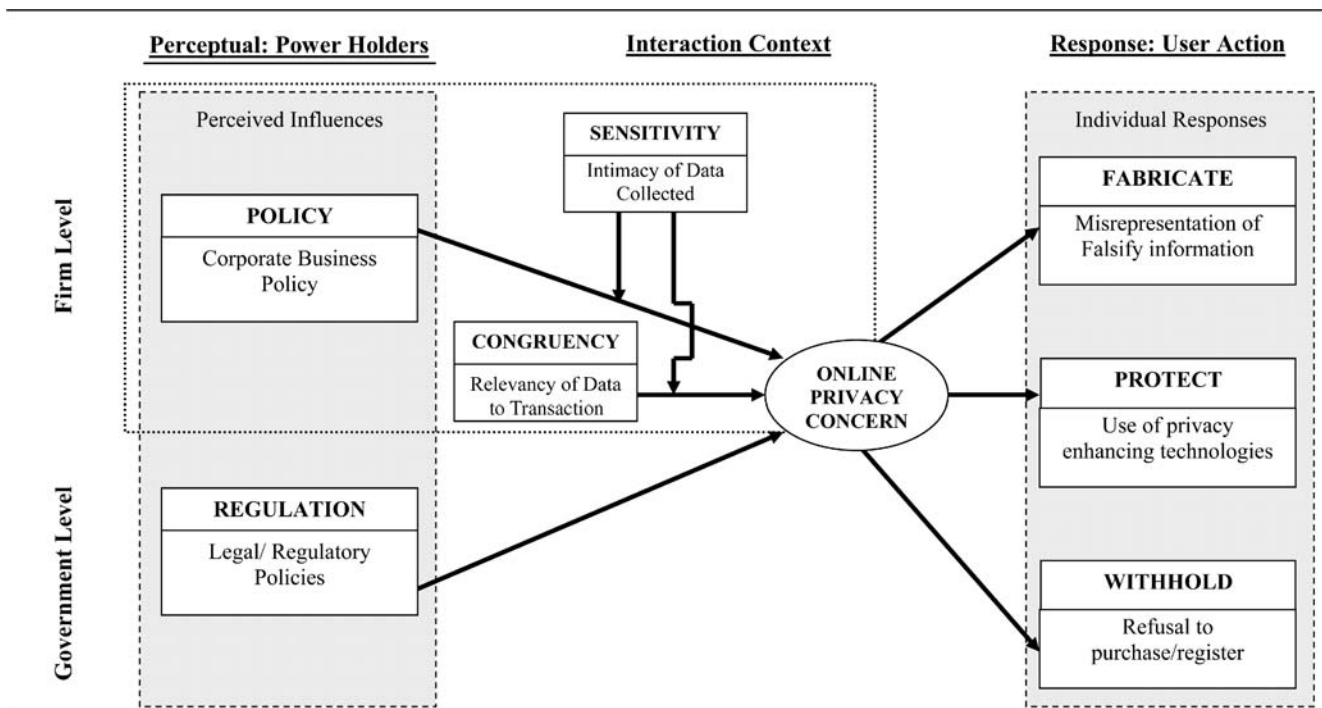 Perceptual: Power Holders
Interaction Context
Response: User Action
Firm Level
Government Level
Perceived Influences
POLICY
Corporate Business
Policy
REGULATION
Legal/ Regulatory
Policies
SENSITIVITY
Intimacy of Data
Collected
CONGRUENCY
Relevancy of Data
to Transaction
ONLINE
PRIVACY
CONCERN
Individual Responses
FABRICATE
Misrepresentation of
Falsify information
PROTECT
Use of privacy
enhancing technologies
WITHHOLD
Refusal to
purchase/register